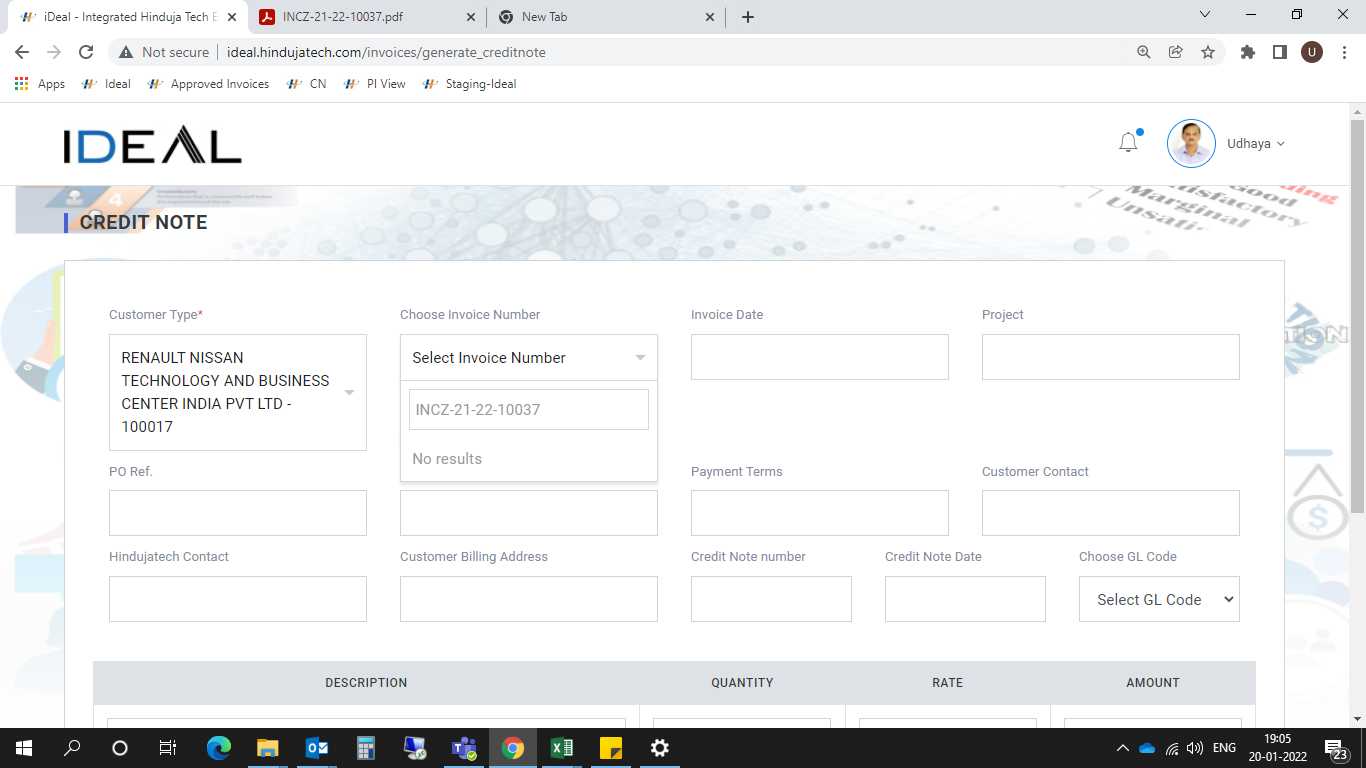 iDeal - Integrated Hinduja Tech E
INCZ-21-22-10037.pdf
New Tab
Not secure
ideal.hindujatech.com/invoices/generate_creditnote
U
Apps
Ideal
Approved Invoices
CN
PI View
Staging-Ideal
IDEAL
Udhaya
4
Good
Satisfactory
Marginal
CREDIT NOTE
Customer Type*
Choose Invoice Number
Invoice Date
Project
RENAULT NISSAN
TECHNOLOGY AND BUSINESS
CENTER INDIA PVT LTD -
100017
Select Invoice Number
INCZ-21-22-10037
No results
PO Ref.
Payment Terms
Customer Contact
$
Hindujatech Contact
Customer Billing Address
Credit Note number
Credit Note Date
Choose GL Code
Select GL Code
DESCRIPTION
QUANTITY
RATE
AMOUNT
ENG
19:05
20-01-2022
23